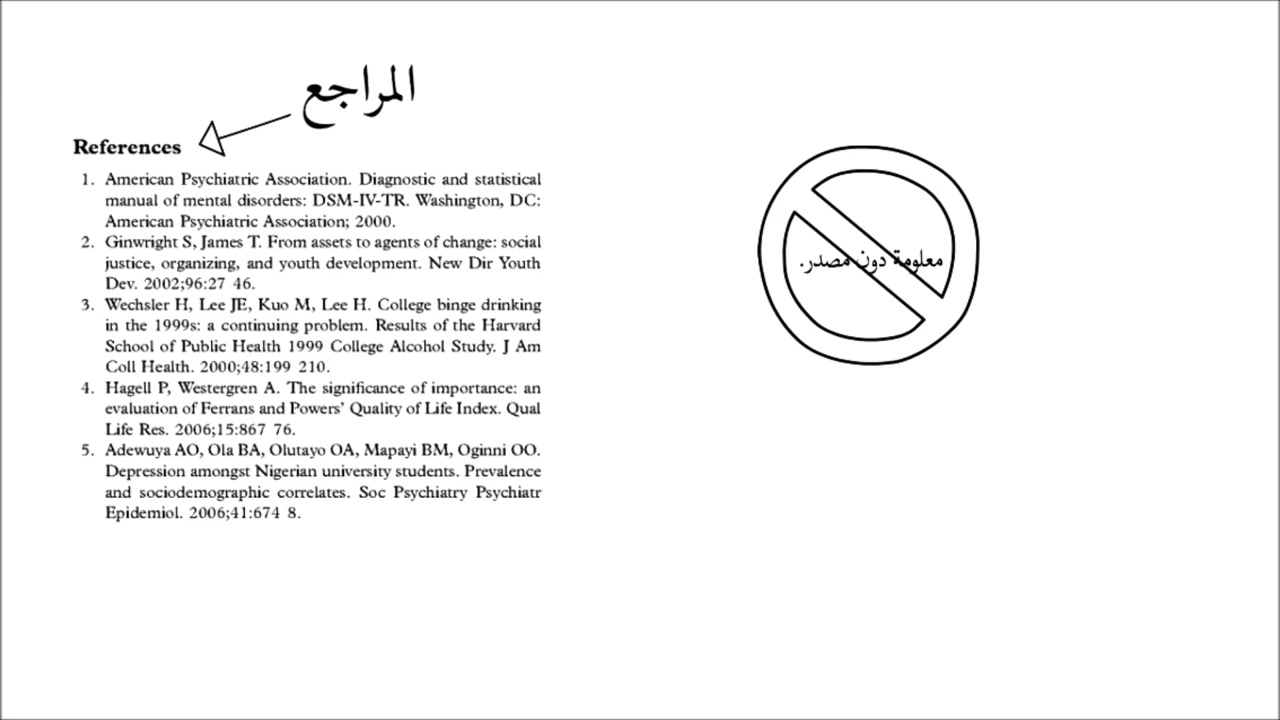 المراجع
References
1. American Psychiatric Association. Diagnostic and statistical
manual of mental disorders: DSM-IV-TR. Washington, DC:
American Psychiatric Association; 2000.
2. Ginwright S, James T. From assets to agents of change: social
justice, organizing, and youth development. New Dir Youth
Dev. 2002;96:27 46.
3. Wechsler H, Lee JE, Kuo M, Lee H. College binge drinking
in the 1999s: a continuing problem. Results of the Harvard
School of Public Health 1999 College Alcohol Study. J Am
Coll Health. 2000;48:199 210.
4. Hagell P, Westergren A. The significance of importance: an
evaluation of Ferrans and Powers' Quality of Life Index. Qual
Life Res. 2006;15:867 76.
5. Adewuya AO, Ola BA, Olutayo OA, Mapayi BM, Oginni OO.
Depression amongst Nigerian university students. Prevalence
and sociodemographic correlates. Soc Psychiatry Psychiatr
Epidemiol. 2006;41:674 8.
معلومة دون مصدر.